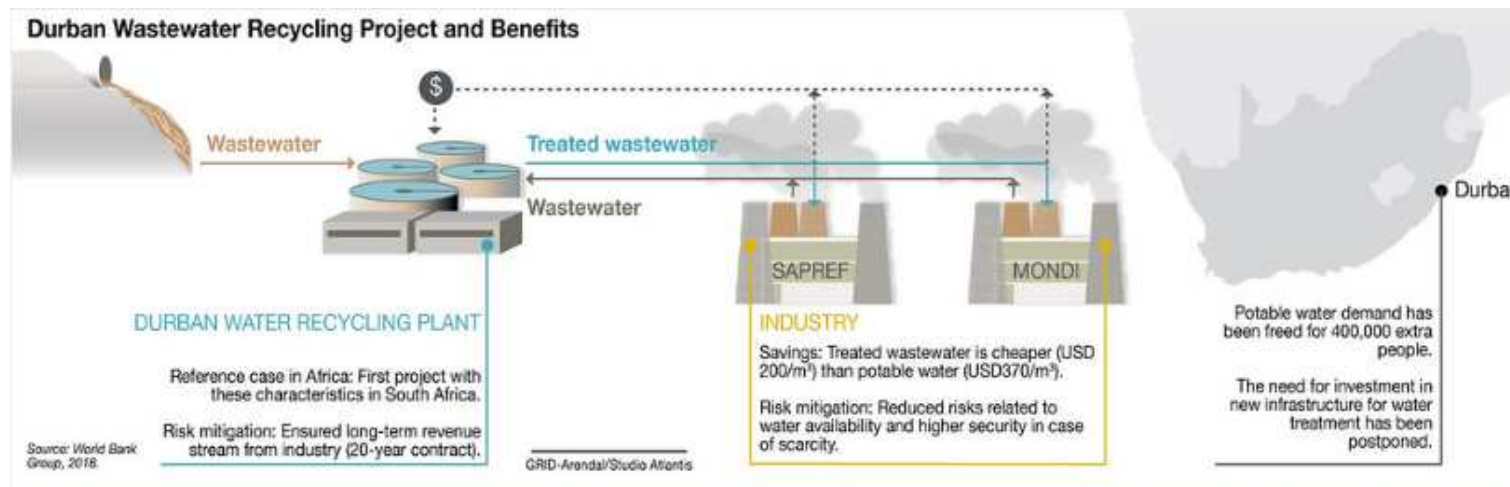 Durban Wastewater Recycling Project and Benefits
$
Wastewater
Treated wastewater
Wastewater
SAPREF
MONDI
Durba
DURBAN WATER RECYCLING PLANT
Reference case in Africa: First project with
these characteristics in South Africa.
Risk mitigation: Ensured long-term revenue
stream from industry (20-year contract).
INDUSTRY
Savings: Treated wastewater is cheaper (USD
200/m³) than potable water (USD370/m³).
Risk mitigation: Reduced risks related to
water availability and higher security in case
of scarcity.
Potable water demand has
been freed for 400,000 extra
people.
The need for investment in
new infrastructure for water
treatment has been
postponed.
Source: World Bank
Group, 2018.
GRID-Arendal/Studio Atlantis